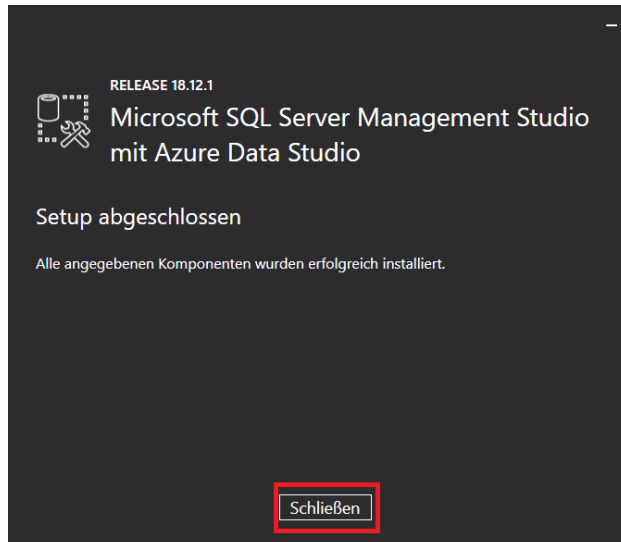 RELEASE 18.12.1
Microsoft SQL Server Management Studio
mit Azure Data Studio
Setup abgeschlossen
Alle angegebenen Komponenten wurden erfolgreich installiert.
Schließen